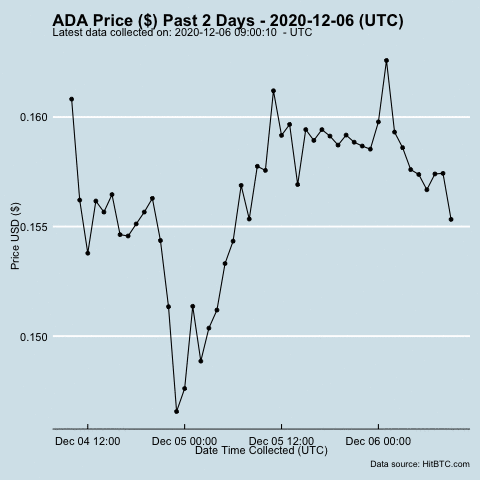 ADA Price ($) Past 2 Days - 2020-12-06 (UTC)
Latest data collected on: 2020-12-06 09:00:10  - UTC
0.160
0.155
0.150
Price USD ($)
Dec 04 12:00
Dec 05 00:00
Dec 05 12:00
Dec 06 00:00
Date Time Collected (UTC)
Data source: HitBTC.com